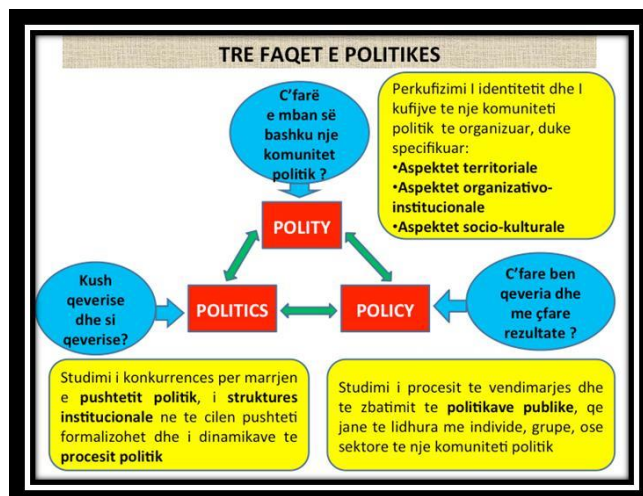 TRE FAQET E POLITIKES
C'farë
e mban së
bashku nje
komunitet
politik ?
Perkufizimi I identitetit dhe I
kufijve te nje komuniteti
politik te organizuar, duke
specifikuar:
•Aspektet territoriale
•Aspektet organizativo-
institucionale
•Aspektet socio-kulturale
POLITY
Kush
qeverise
dhe si
qeverise?
POLITICS
POLICY
C'fare ben
qeveria dhe
me çfare
rezultate ?
Studimi i konkurrences per marrjen
e pushtetit politik, i struktures
institucionale ne te cilen pushteti
formalizohet dhe i dinamikave te
procesit politik
Studimi i procesit te vendimarjes dhe
te zbatimit te politikave publike, qe
jane te lidhura me individe, grupe, ose
sektore te nje komuniteti politik